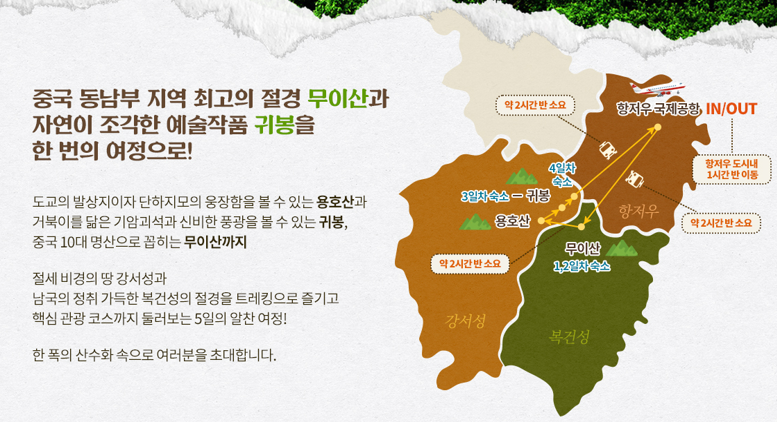 중국 동남부 지역 최고의 절경 무이산과
자연이 조각한 예술작품 귀봉을
한 번의 여정으로!
도교의 발상지이자 단하지모의 웅장함을 볼 수 있는 용호산과
거북이를 닮은 기암괴석과 신비한 풍광을 볼 수 있는 귀봉,
중국 10대 명산으로 꼽히는 무이산까지
절세 비경의 땅 강서성과
남국의 정취 가득한 복건성의 절경을 트레킹으로 즐기고
핵심 관광 코스까지 둘러보는 5일의 알찬 여정!
한 폭의 산수화 속으로 여러분을 초대합니다.
약 2시간 반 소요
항저우 국제공항 IN/OUT
항저우 도시내
1시간 반 이동
4일차
숙소
3일차 숙소 ─ 귀봉
용호산
항저우
약 2시간 반 소요
무이산
1,2일차 숙소
약 2시간 반 소요
강서성
복건성